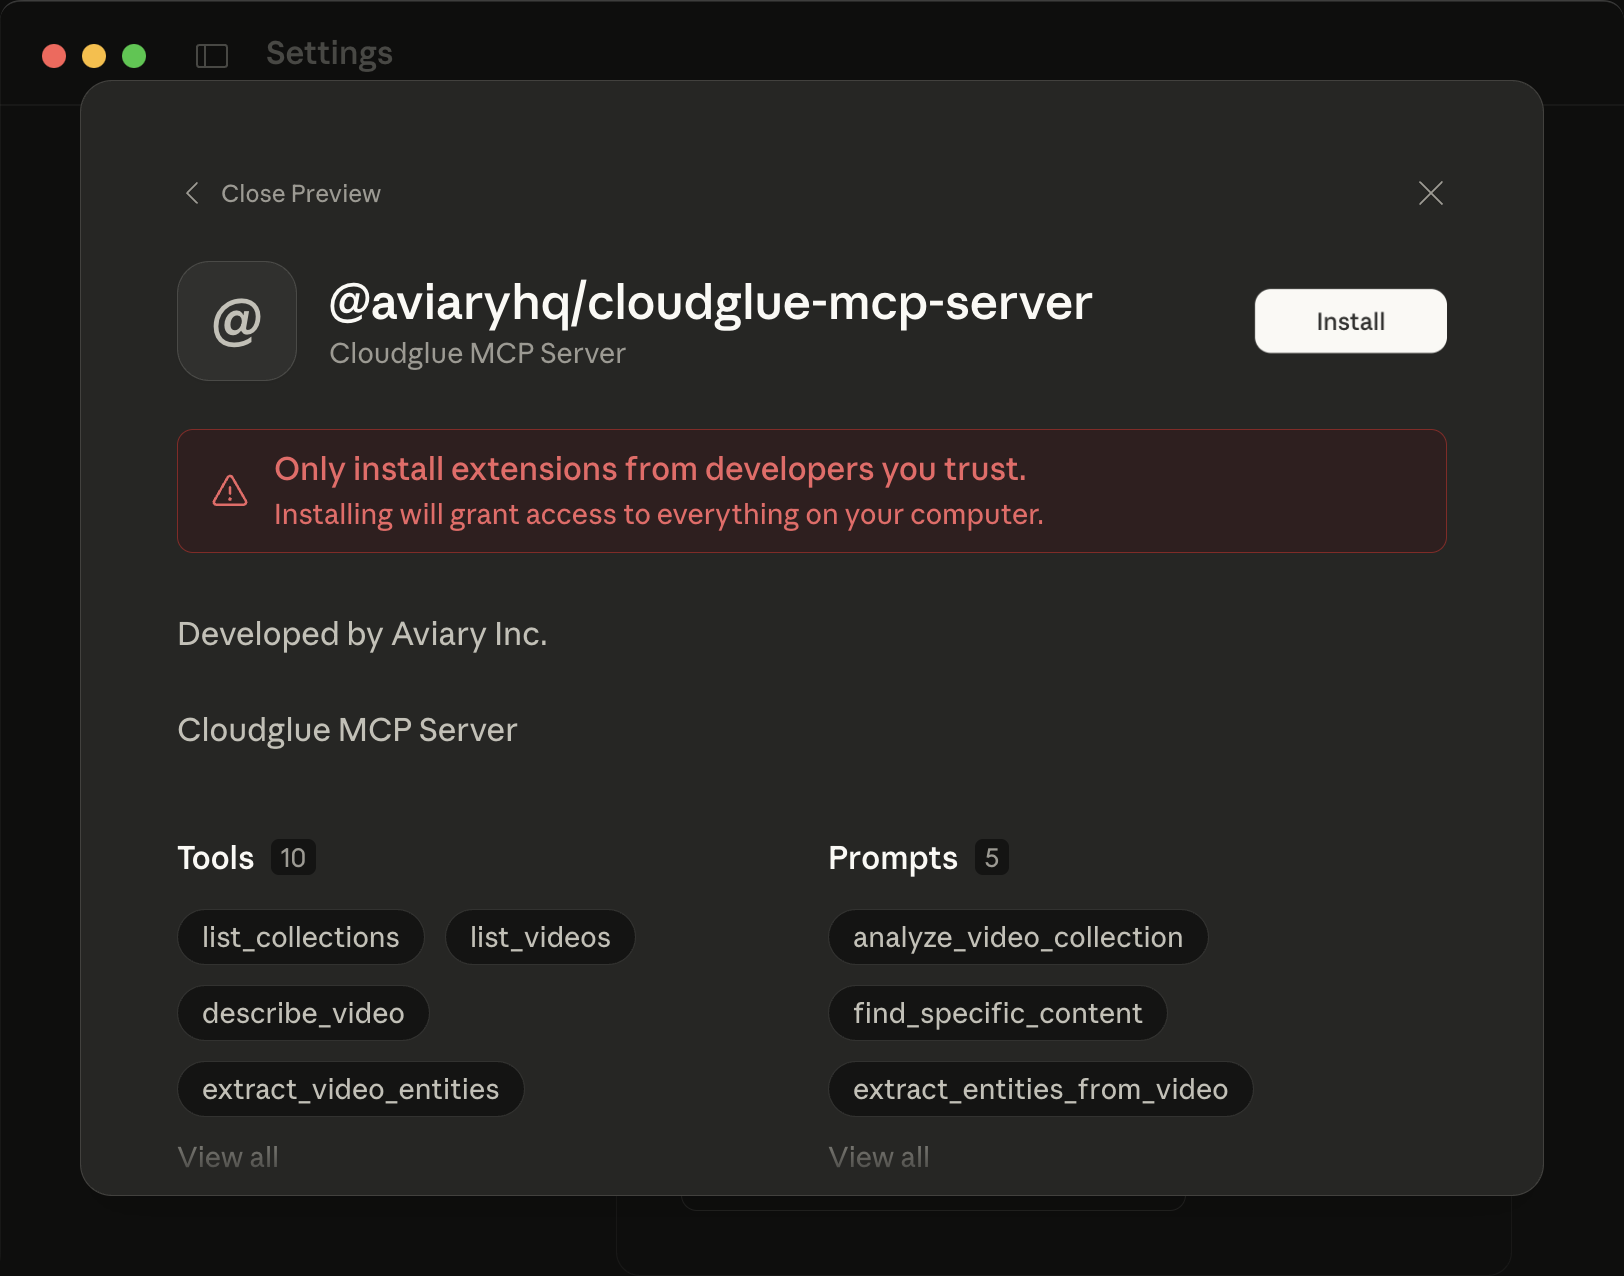 Settings
Close Preview
@
@aviaryhq/cloudglue-mcp-server
Cloudglue MCP Server
Install
Only install extensions from developers you trust.
Installing will grant access to everything on your computer.
Developed by Aviary Inc.
Cloudglue MCP Server
Tools 10
list_collections list_videos
describe_video
extract_video_entities
View all
Prompts 5
analyze_video_collection
find_specific_content
extract_entities_from_video
View all